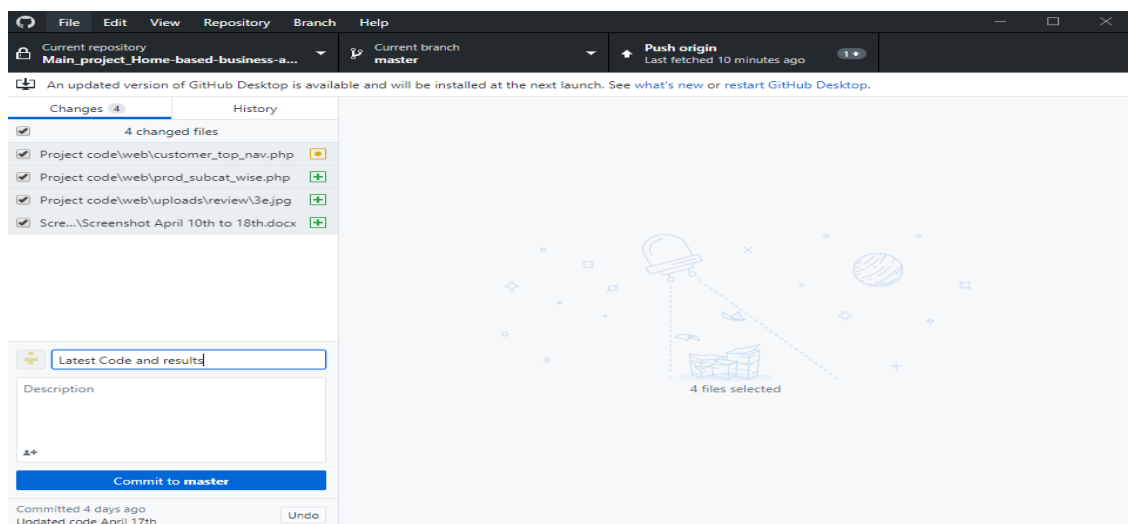 File Edit View Repository Branch Help
Current repository
Main_project_Home-based-business-a...
Current branch
master
Push origin
Last fetched 10 minutes ago
1
An updated version of GitHub Desktop is available and will be installed at the next launch. See what's new or restart GitHub Desktop.
Changes 4 History
4 changed files
Project code\web\customer_top_nav.php
Project code\web\prod_subcat_wise.php
Project code\web\uploads\review\3e.jpg
Scre...\Screenshot April 10th to 18th.docx
Latest Code and results
Description
4 files selected
Commit to master
Committed 4 days ago
Updated code April 17th
Undo